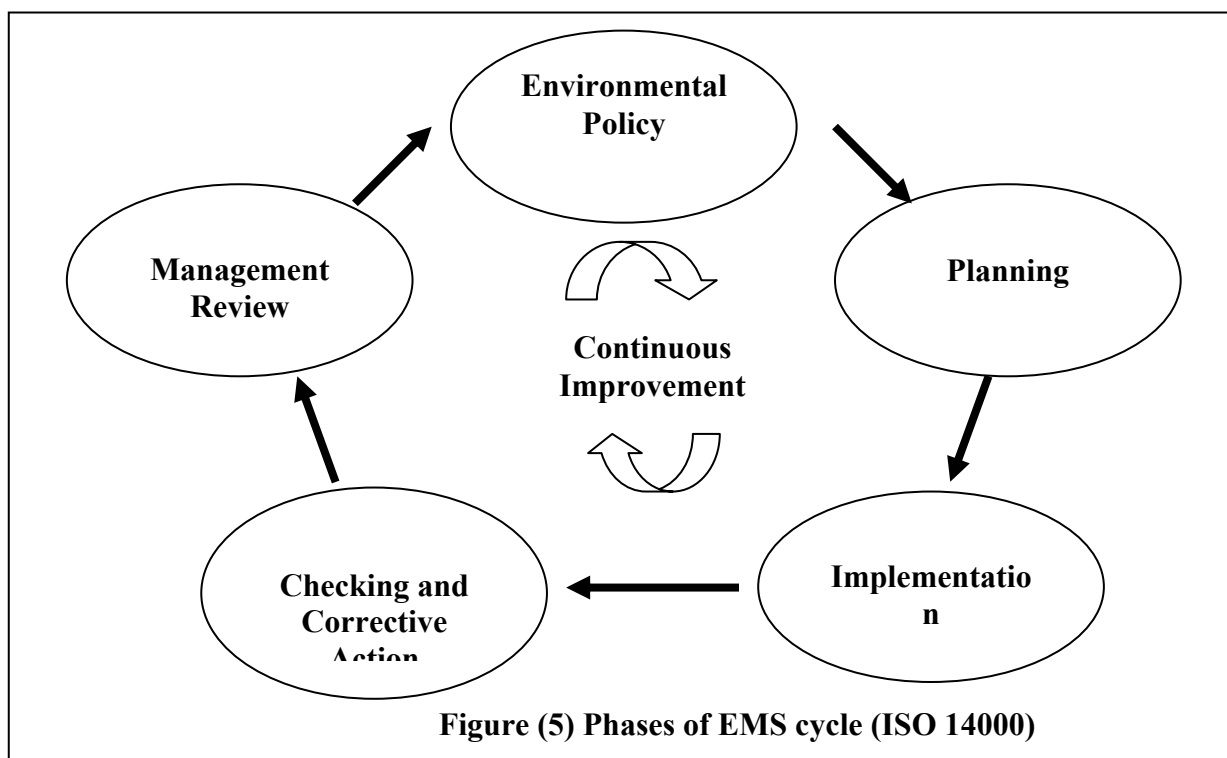 Environmental
Policy
Planning
Implementatio
n
Checking and
Corrective
Action
Management
Review
Continuous
Improvement
Figure (5) Phases of EMS cycle (ISO 14000)